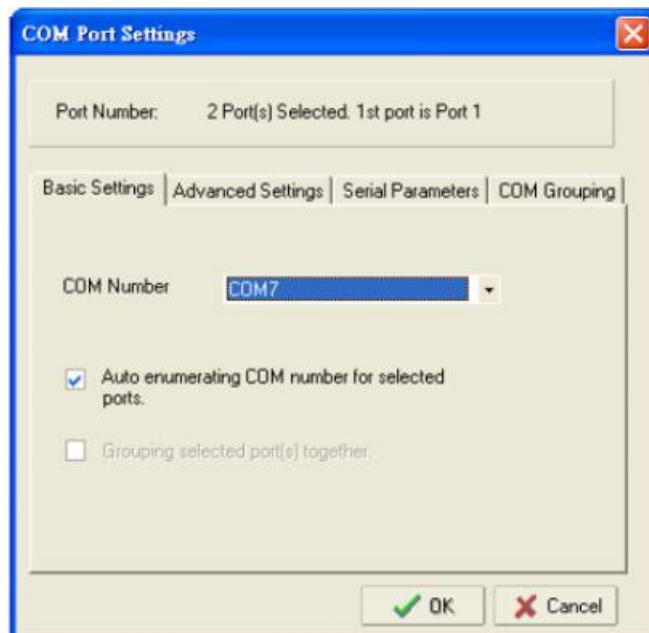 COM Port Settings
Port Number: 2 Port(s) Selected. 1st port is Port 1
Basic Settings Advanced Settings Serial Parameters COM Grouping
COM Number COM7
Auto enumerating COM number for selected
ports.
Grouping selected port(s) together.
OK Cancel